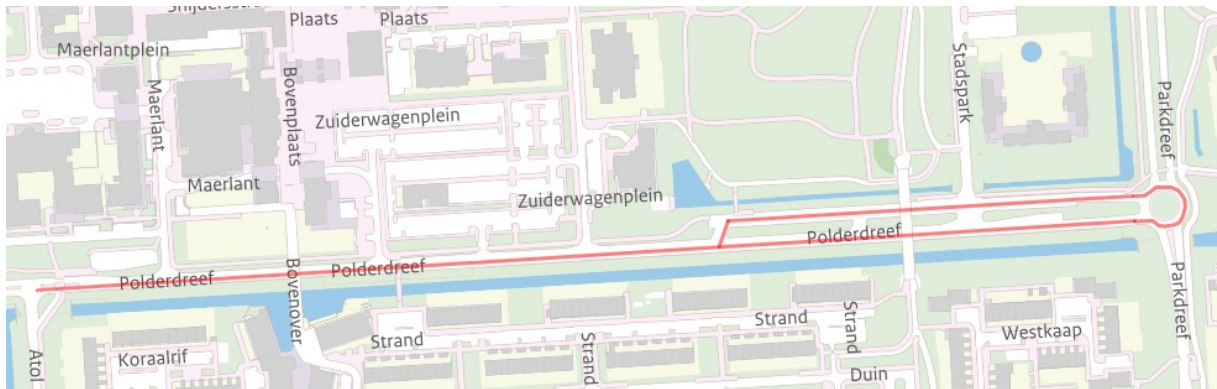 Plaats
Plaats
Maerlantplein
Maerlant
Bovenplaats
Zuiderwagenplein
Stadspark
Parkdreef
Maerlant
Zuiderwagenplein
Polderdreef
Polderdreef
Polderdreef
Bovenover
Parkdreef
Strand
Strand
Strand
Strand
Westkaap
Koraalrif
Atol
Duin